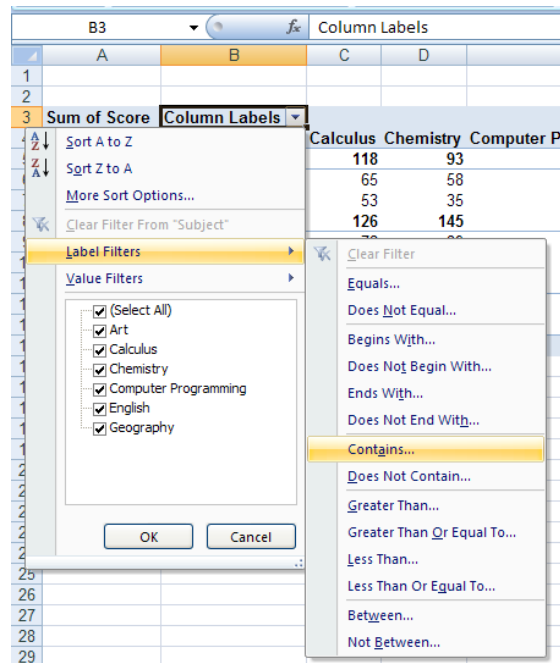 B3 fx Column Labels
A B C D
1
2
3 Sum of Score Column Labels
Calculus Chemistry Computer P
118 93
65 58
53 35
126 145
Sort A to Z
Sort Z to A
More Sort Options...
Clear Filter From "Subject"
Label Filters
Value Filters
(Select All)
Art
Calculus
Chemistry
Computer Programming
English
Geography
OK Cancel
Clear Filter
Equals...
Does Not Equal...
Begins With...
Does Not Begin With...
Ends With...
Does Not End With...
Contains...
Does Not Contain...
Greater Than...
Greater Than Or Equal To...
Less Than...
Less Than Or Equal To...
Between...
Not Between...
25
26
27
28
29